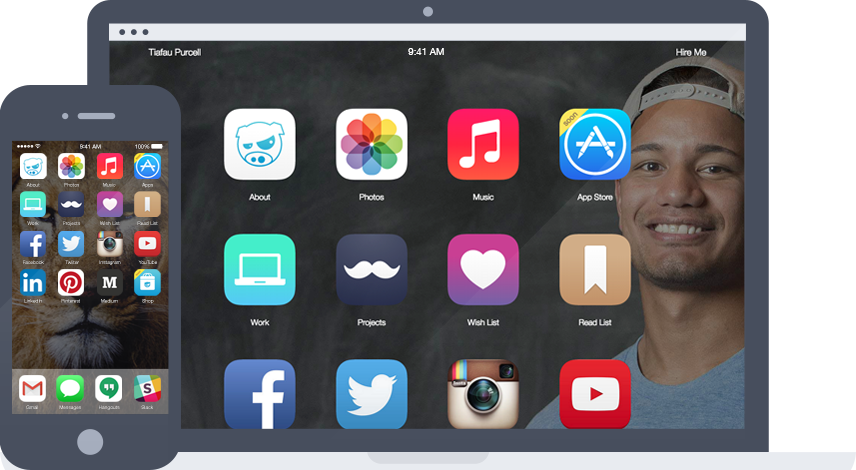 Tiafau Purcell 9:41 AM Hire Me
soon
About Photos Music App Store
Work Projects Wish List Read List
9:41 AM 100%
About Photos Music Apps
Work Projects Wish List Read List
Facebook Twitter Instagram YouTube
LinkedIn Pinterest Medium Shop
Gmail Messages Hangouts Slack